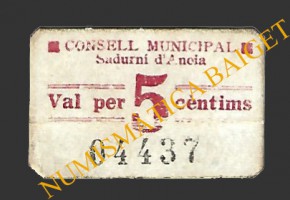 CONSELL MUNICIPAL
Sadurní d'Anoia
Val per 5 cèntims
04437
NUMISMATICA BAIGET